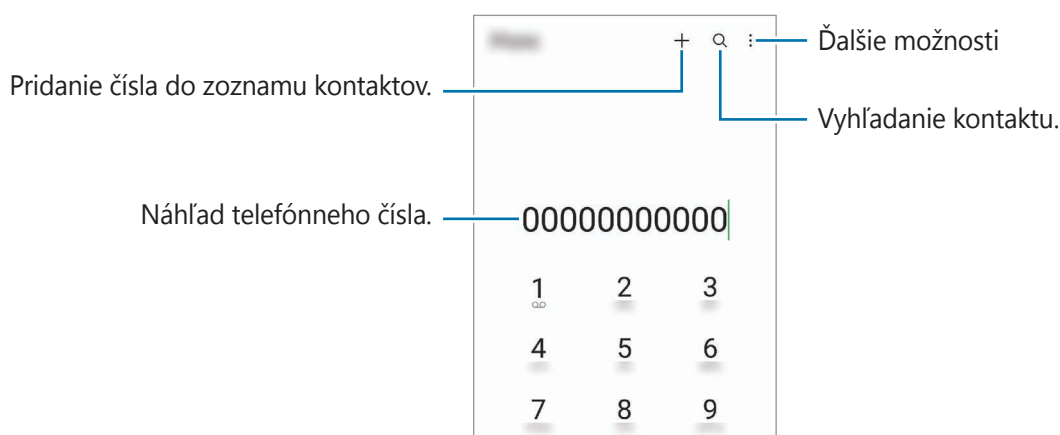 Ďalšie možnosti
Pridanie čísla do zoznamu kontaktov.
Vyhľadanie kontaktu.
Náhľad telefónneho čísla.
00000000000
1 2 3
4 5 6
7 8 9